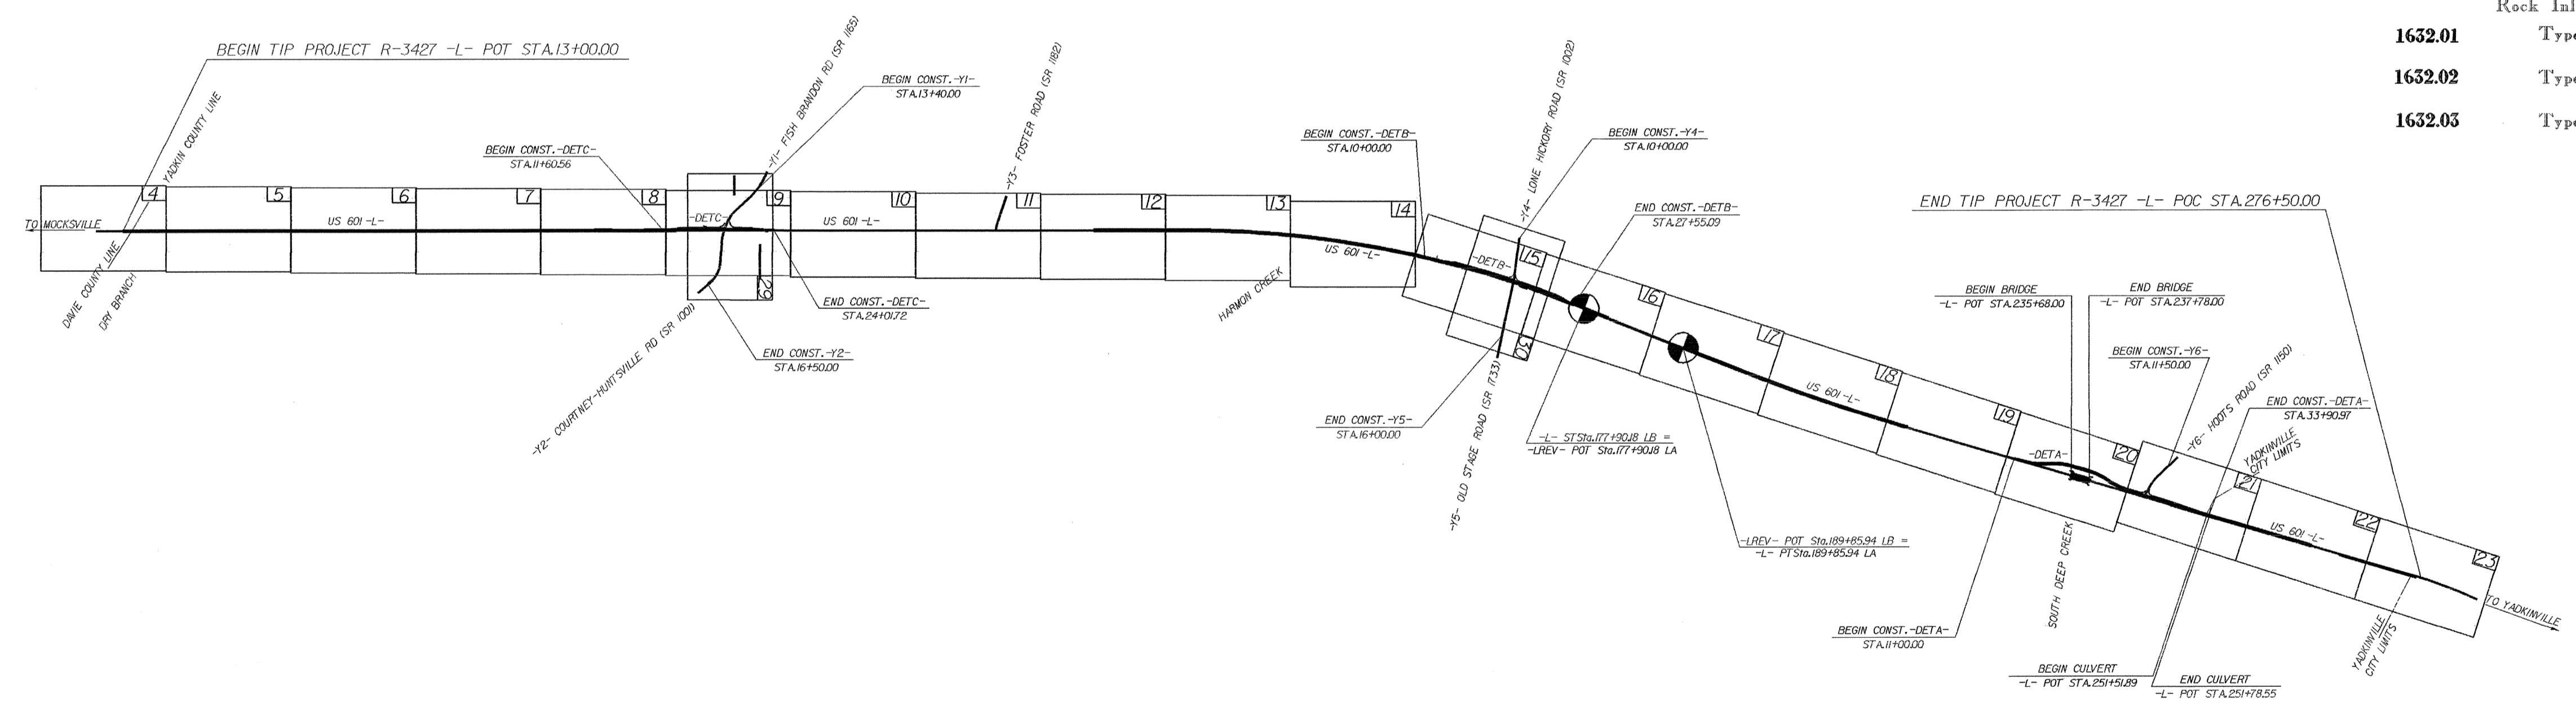 Rock Inl
1632.01 Type
1632.02 Type
1632.03 Type
BEGIN TIP PROJECT R-3427 -L- POT STA.13+00.00
YADKIN COUNTY LINE
DAVIE COUNTY LINE
DRY BRANCH
TO MOCKSVILLE
4
5
6
7
8
9
10
11
12
13
14
15
16
17
18
19
20
21
22
23
29
30
US 601 -L-
BEGIN CONST.-DETC-
STA.11+60.56
-DETC-
-Y1- FISH BRANDON RD (SR 1165)
BEGIN CONST.-Y1-
STA.13+40.00
US 601 -L-
-Y3- FOSTER ROAD (SR 1182)
END CONST.-DETC-
STA.24+01.72
END CONST.-Y2-
STA.16+50.00
-Y2- COURTNEY-HUNTSVILLE RD (SR 1001)
HARMON CREEK
US 601 -L-
BEGIN CONST.-DETB-
STA.10+00.00
-DETB-
-Y4- LONE HICKORY ROAD (SR 1002)
BEGIN CONST.-Y4-
STA.10+00.00
END CONST.-DETB-
STA.27+55.09
END CONST.-Y5-
STA.16+00.00
-Y5- OLD STAGE ROAD (SR 1733)
-L- STSta.177+90.18 LB =
-LREV- POT Sta.177+90.18 LA
-LREV- POT Sta.189+85.94 LB =
-L- PTSta.189+85.94 LA
US 601 -L-
END TIP PROJECT R-3427 -L- POC STA.276+50.00
BEGIN BRIDGE
-L- POT STA.235+68.00
END BRIDGE
-L- POT STA.237+78.00
BEGIN CONST.-Y6-
STA.11+50.00
-Y6- HOOTS ROAD (SR 1150)
END CONST.-DETA-
STA.33+90.97
YADKINVILLE
CITY LIMITS
-DETA-
BEGIN CONST.-DETA-
STA.11+00.00
SOUTH DEEP CREEK
BEGIN CULVERT
-L- POT STA.251+51.89
END CULVERT
-L- POT STA.251+78.55
US 601 -L-
YADKINVILLE
CITY LIMITS
TO YADKINVILLE